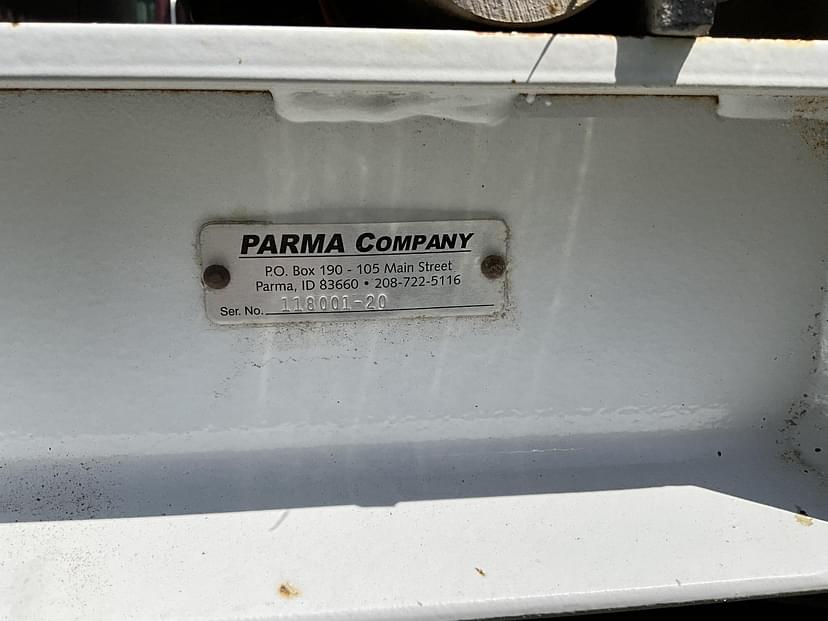 PARMA COMPANY
P.O. Box 190 - 105 Main Street
Parma, ID 83660 • 208-722-5116
Ser. No. 118001-20